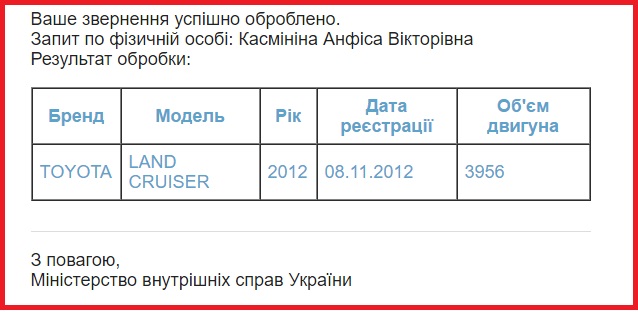 Ваше звернення успішно оброблено.
Запит по фізичній особі: Касмініна Анфіса Вікторівна
Результат обробки:
Бренд Модель Рік Дата реєстрації Об'єм двигуна
TOYOTA LAND CRUISER 2012 08.11.2012 3956
З повагою,
Міністерство внутрішніх справ України